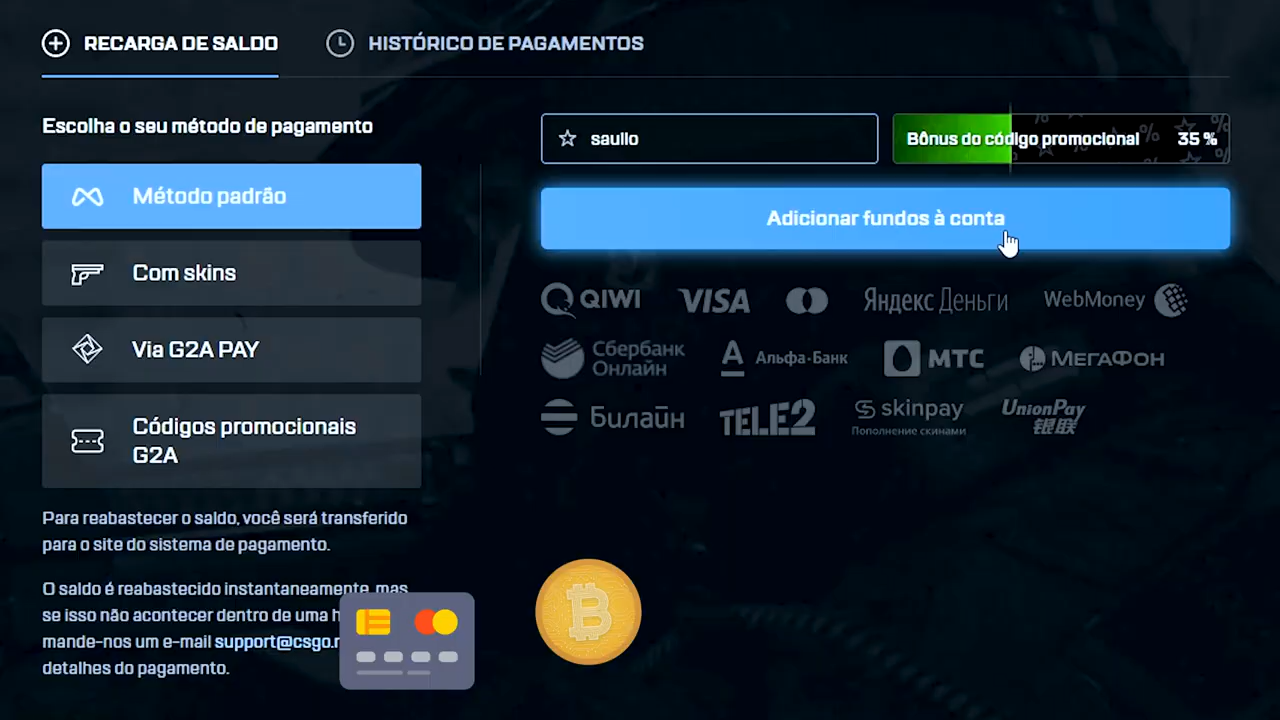 RECARGA DE SALDO
HISTÓRICO DE PAGAMENTOS
Escolha o seu método de pagamento
Método padrão
Com skins
Via G2A PAY
Códigos promocionais
G2A
Para reabastecer o saldo, você será transferido
para o site do sistema de pagamento.
O saldo é reabastecido instantaneamente, mas
se isso não acontecer dentro de uma
mande-nos um e-mail support@csgo.
detalhes do pagamento.
saullo
Bônus do código promocional 35 %
Adicionar fundos à conta
QIWI VISA Яндекс Деньги WebMoney
Сбербанк
Онлайн
Альфа·Банк
МТС
МЕГАФОН
Билайн
TELE2
skinpay
Пополнение скинами
UnionPay
银联